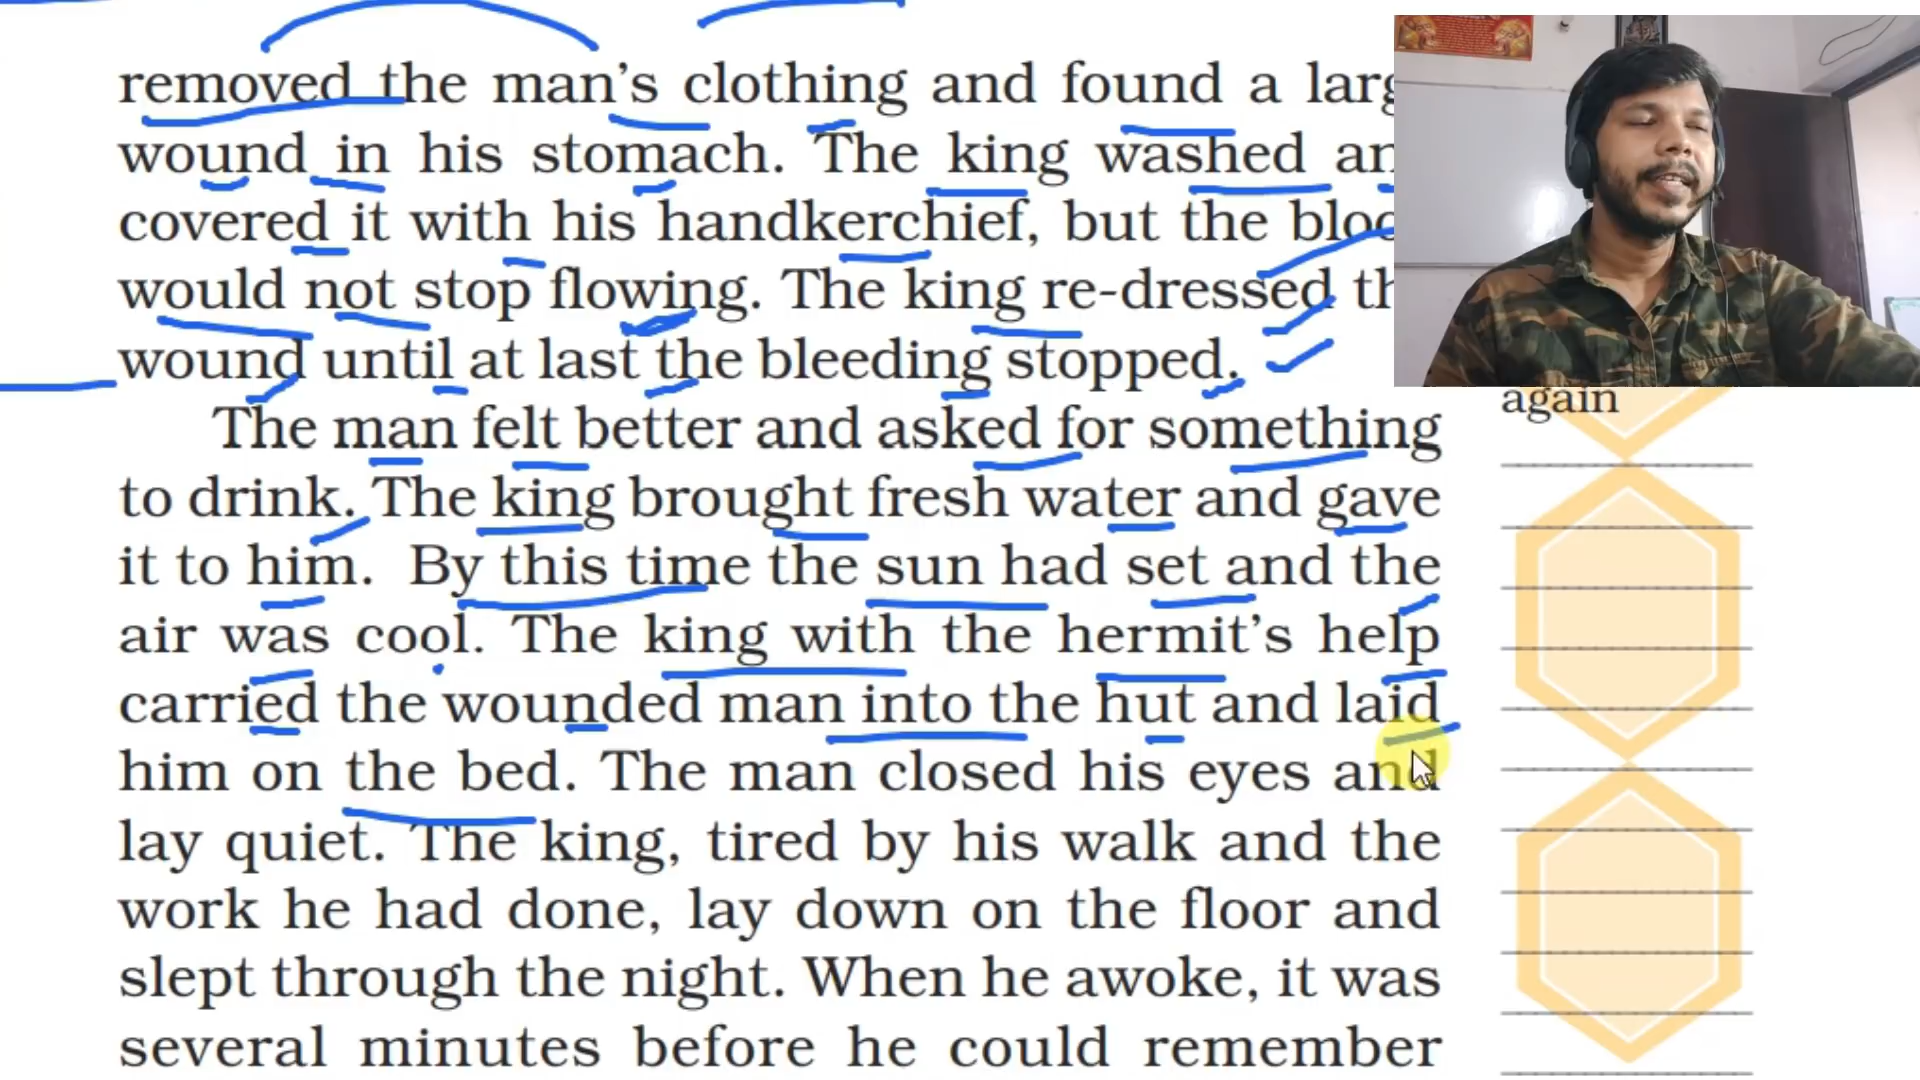 removed the man's clothing and found a
wound in his stomach. The king washed
covered it with his handkerchief, but the
would not stop flowing. The king re-dressed
wound until at last the bleeding stopped.
again
The man felt better and asked for something
to drink. The king brought fresh water and gave
it to him. By this time the sun had set and the
air was cool. The king with the hermit's help
carried the wounded man into the hut and laid
him on the bed. The man closed his eyes and
lay quiet. The king, tired by his walk and the
work he had done, lay down on the floor and
slept through the night. When he awoke, it was
several minutes before he could remember